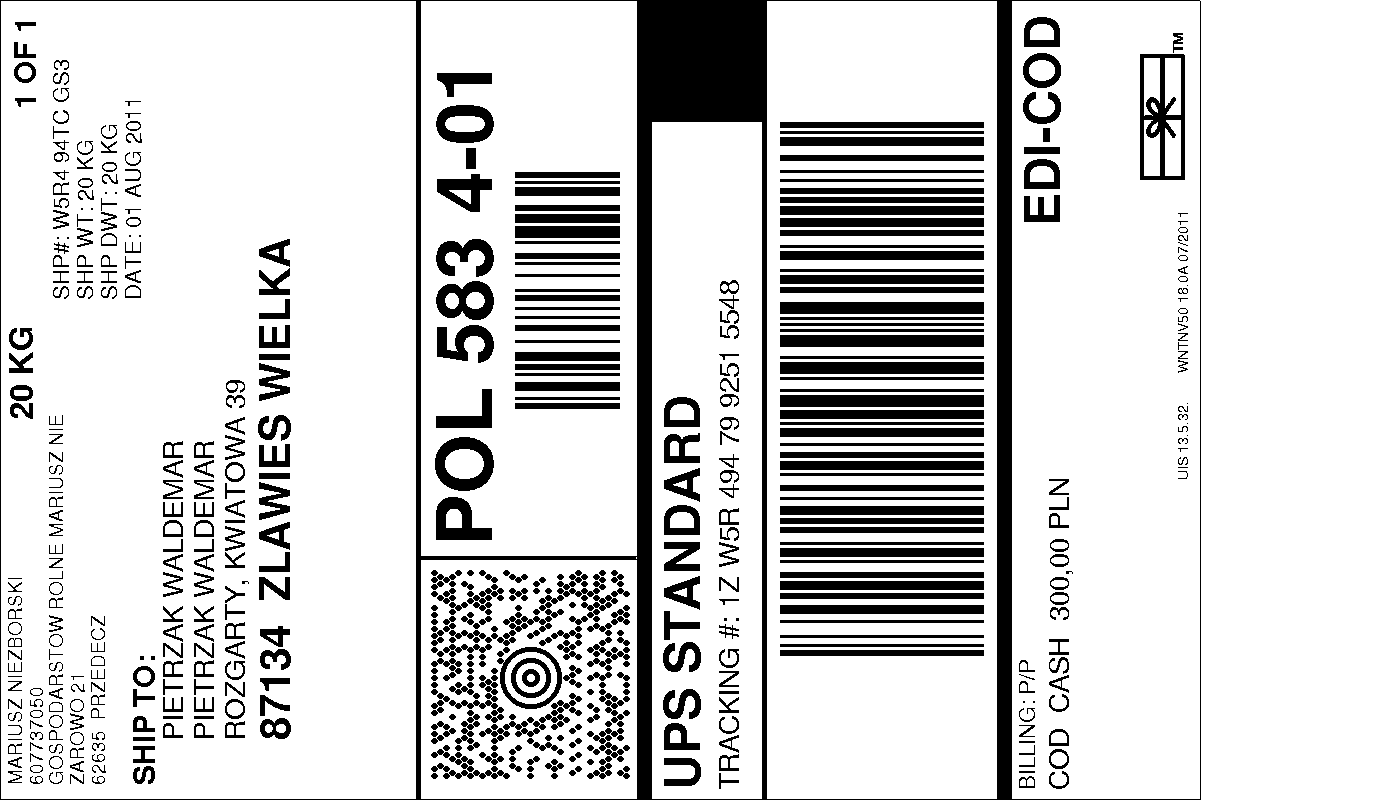 MARIUSZ NIEZBORSKI
607737050
GOSPODARSTOW ROLNE MARIUSZ NIE
ZAROWO 21
62635 PRZEDECZ
20 KG
1 OF 1
SHP#: W5R4 94TC GS3
SHP WT: 20 KG
SHP DWT: 20 KG
DATE: 01 AUG 2011
SHIP TO:
PIETRZAK WALDEMAR
PIETRZAK WALDEMAR
ROZGARTY, KWIATOWA 39
87134 ZLAWIES WIELKA
POL 583 4-01
UPS STANDARD
TRACKING #: 1Z W5R 494 79 9251 5548
BILLING: P/P
COD CASH 300,00 PLN
EDI-COD
TM
UIS 13.5.32. WNTNV50 18.0A 07/2011